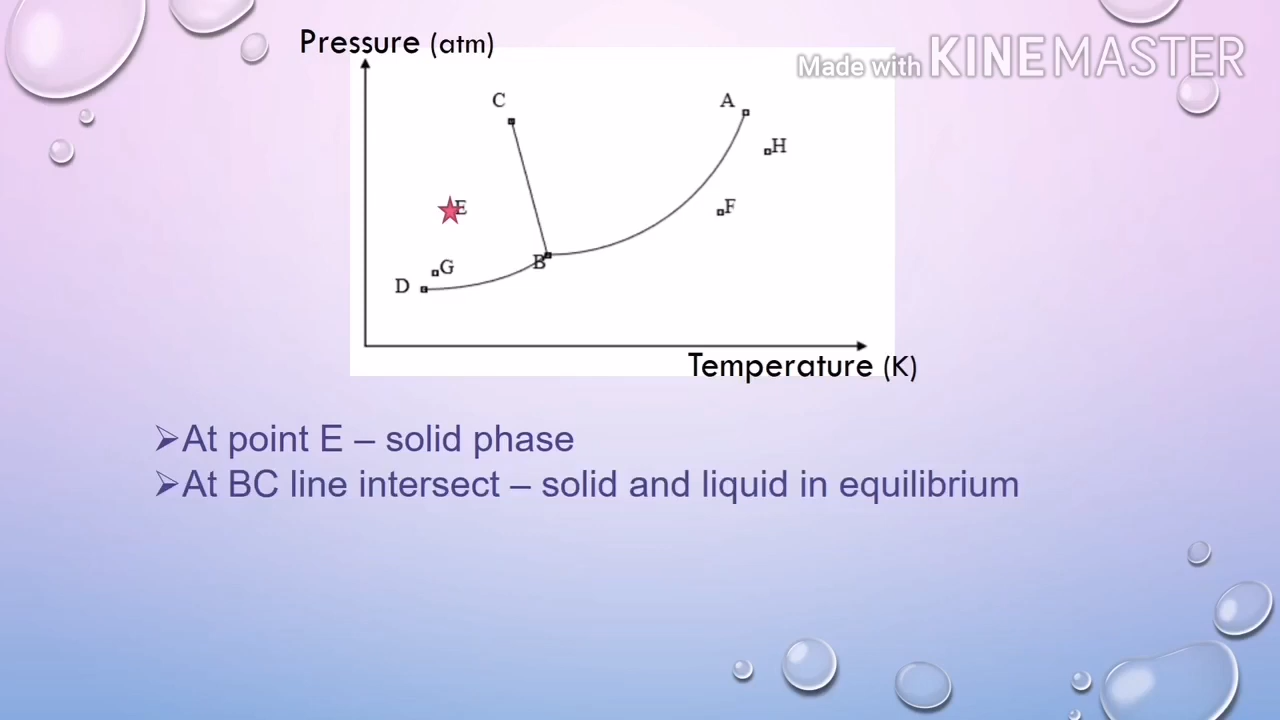 Pressure (atm)
Made with KINEMASTER
C
A
H
E
F
B
G
D
Temperature (K)
➢At point E – solid phase
➢At BC line intersect – solid and liquid in equilibrium